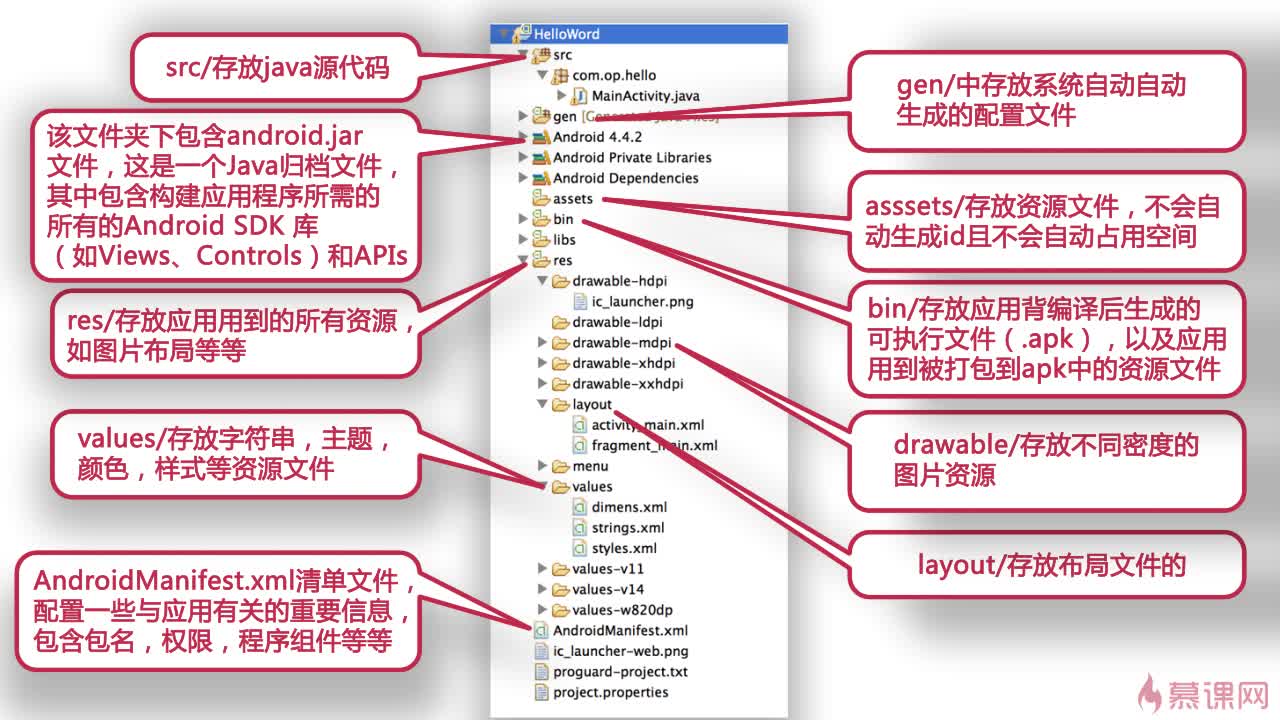 src/存放java源代码
该文件夹下包含android.jar
文件，这是一个Java归档文件，
其中包含构建应用程序所需的
所有的Android SDK 库
（如Views、Controls）和APIs
res/存放应用用到的所有资源，
如图片布局等等
values/存放字符串，主题，
颜色，样式等资源文件
AndroidManifest.xml清单文件，
配置一些与应用有关的重要信息，
包含包名，权限，程序组件等等
HelloWord
src
com.op.hello
MainActivity.java
gen [Generated Java Files]
Android 4.4.2
Android Private Libraries
Android Dependencies
assets
bin
libs
res
drawable-hdpi
ic_launcher.png
drawable-ldpi
drawable-mdpi
drawable-xhdpi
drawable-xxhdpi
layout
activity_main.xml
fragment_main.xml
menu
values
dimens.xml
strings.xml
styles.xml
values-v11
values-v14
values-w820dp
AndroidManifest.xml
ic_launcher-web.png
proguard-project.txt
project.properties
gen/中存放系统自动自动
生成的配置文件
asssets/存放资源文件，不会自
动生成id且不会自动占用空间
bin/存放应用背编译后生成的
可执行文件（.apk），以及应用
用到被打包到apk中的资源文件
drawable/存放不同密度的
图片资源
layout/存放布局文件的
慕课网